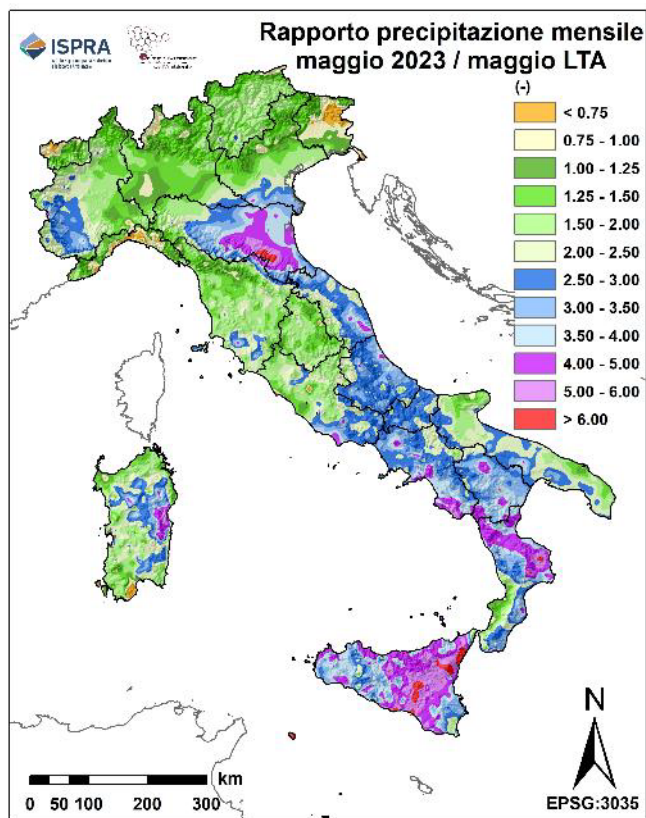 ISPRA
Rapporto precipitazione mensile
maggio 2023 / maggio LTA
(-)
< 0.75
0.75 - 1.00
1.00 - 1.25
1.25 - 1.50
1.50 - 2.00
2.00 - 2.50
2.50 - 3.00
3.00 - 3.50
3.50 - 4.00
4.00 - 5.00
5.00 - 6.00
> 6.00
N
km
0 50 100 200 300
EPSG:3035